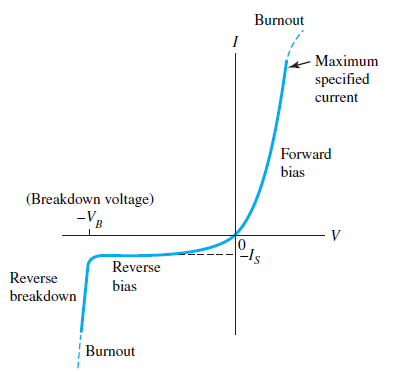 Burnout
I
Maximum
specified
current
Forward
bias
(Breakdown voltage)
−V_B
V
0
−I_S
Reverse
bias
Reverse
breakdown
Burnout